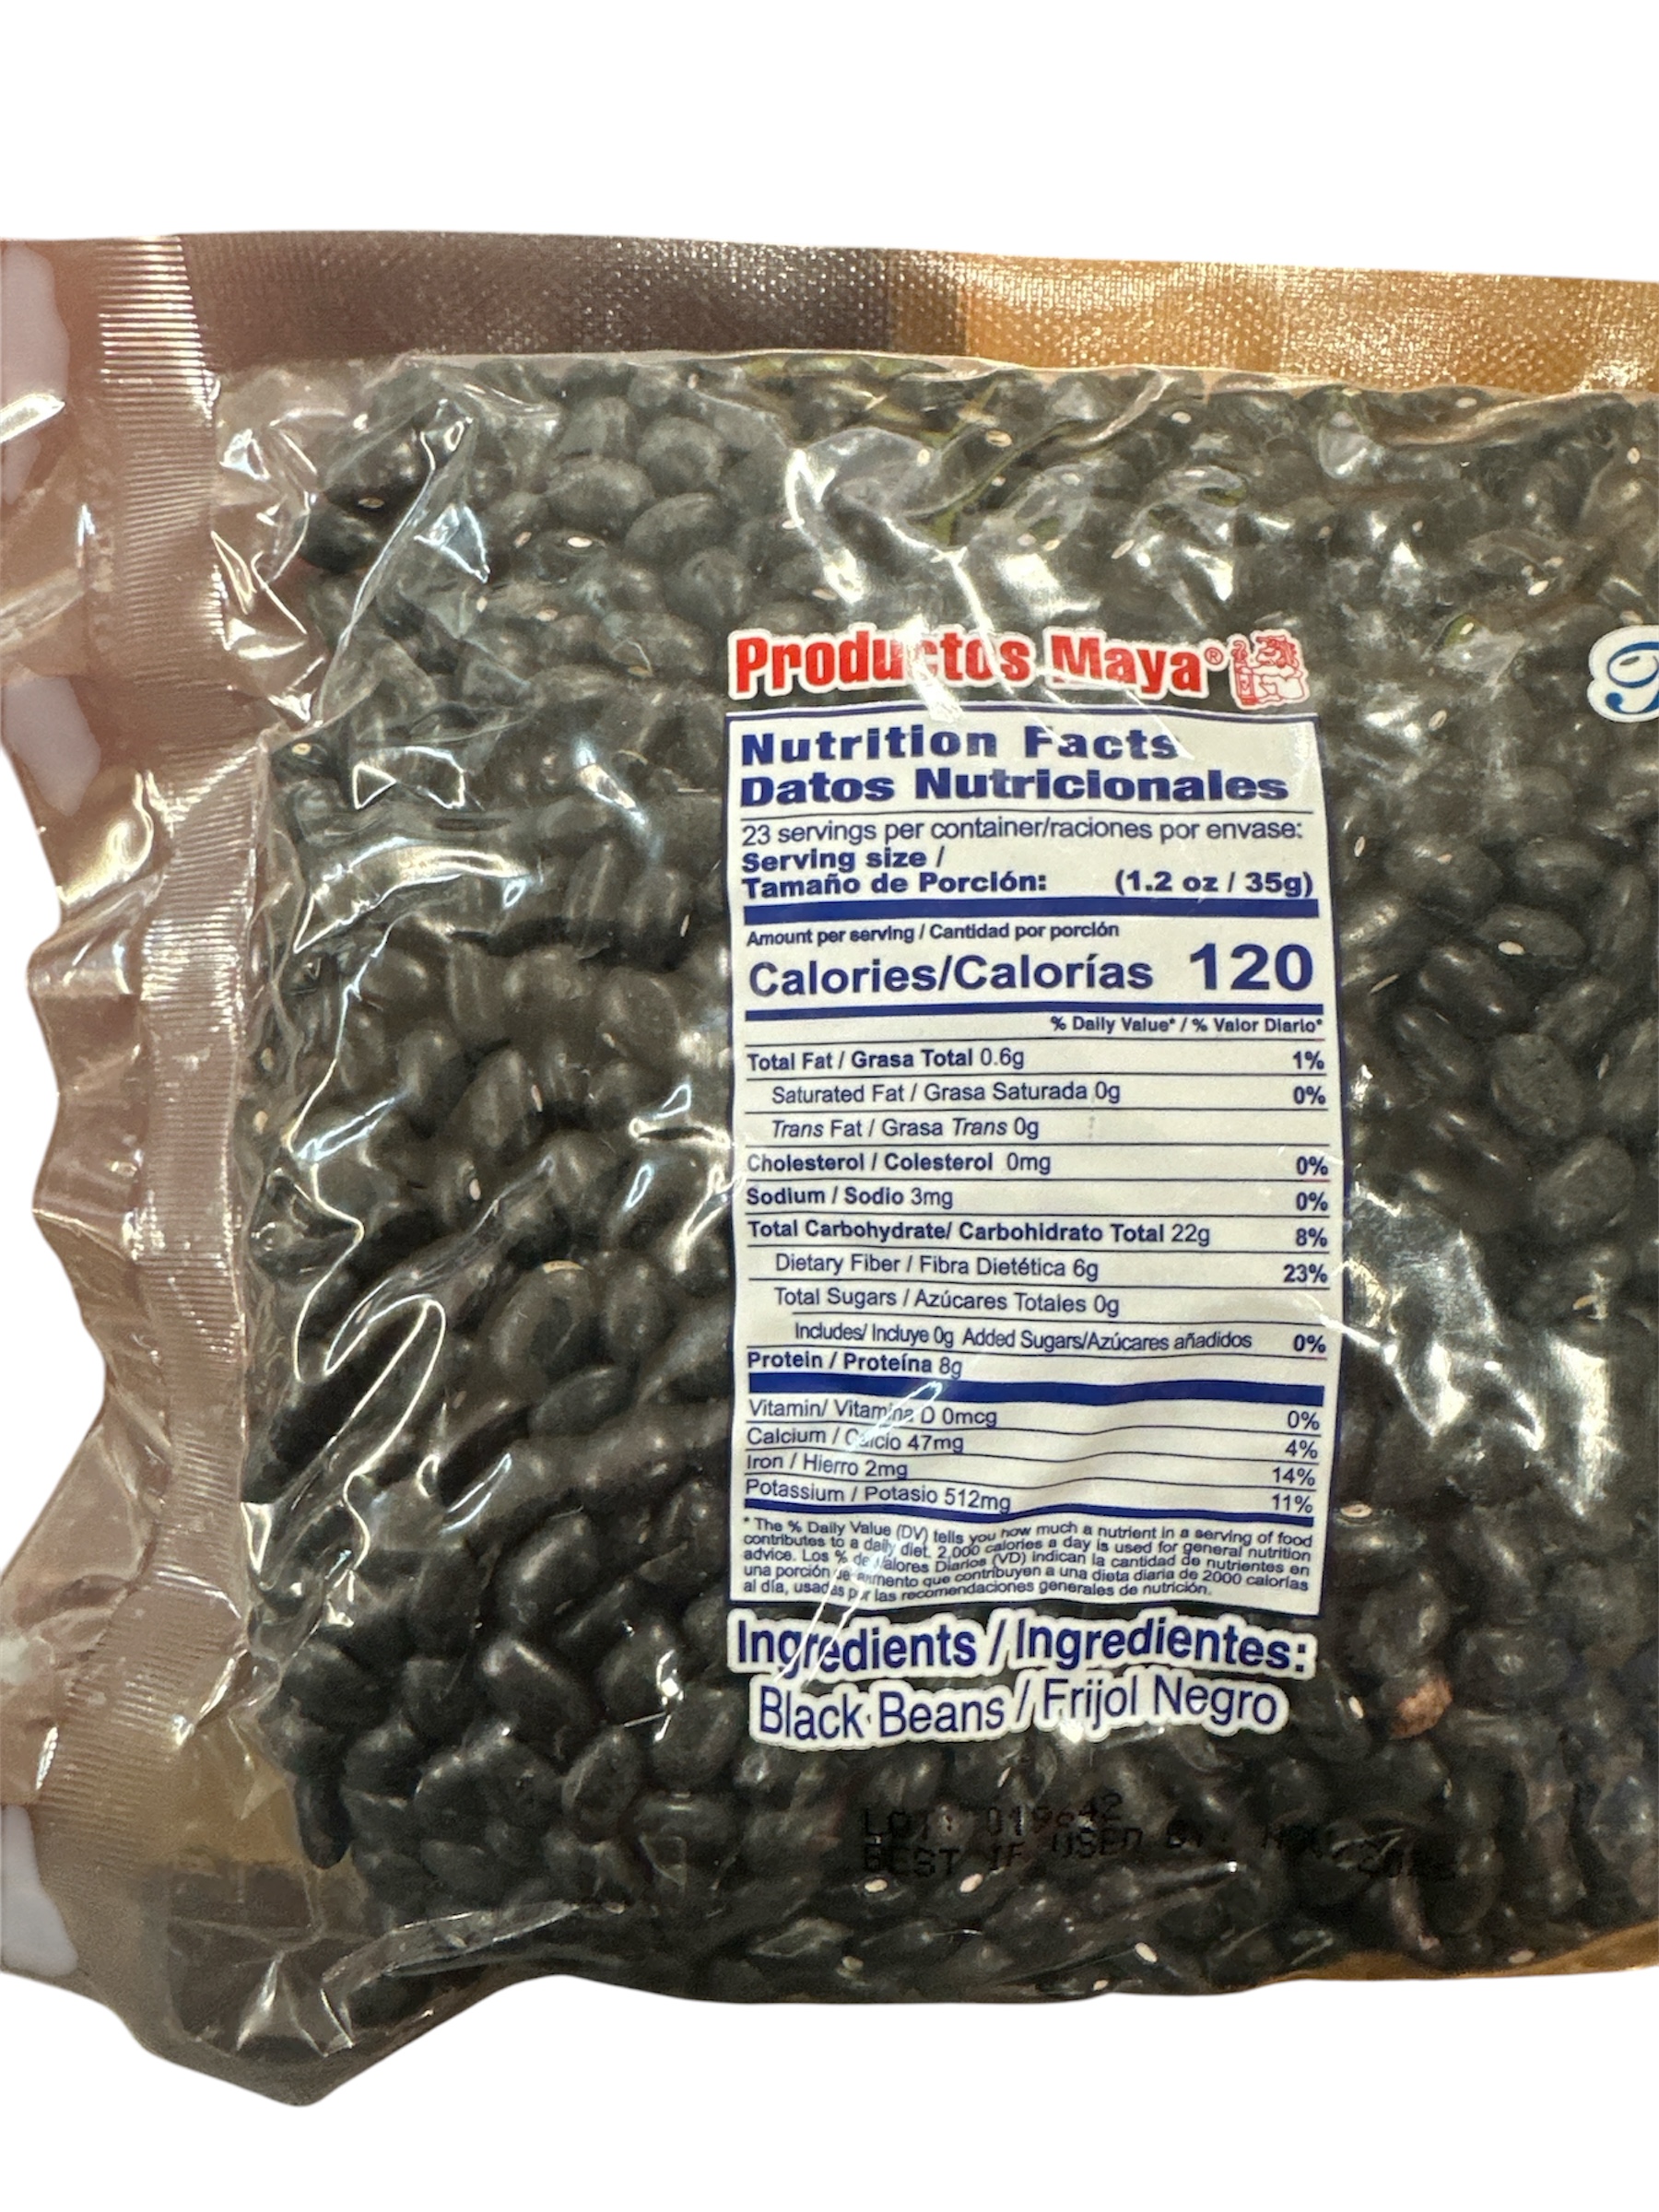 Productos Maya®
Nutrition Facts
Datos Nutricionales
23 servings per container/raciones por envase:
Serving size /
Tamaño de Porción: (1.2 oz / 35g)
Amount per serving / Cantidad por porción
Calories/Calorías 120
% Daily Value* / % Valor Diario*
Total Fat / Grasa Total 0.6g 1%
Saturated Fat / Grasa Saturada 0g 0%
Trans Fat / Grasa Trans 0g
Cholesterol / Colesterol 0mg 0%
Sodium / Sodio 3mg 0%
Total Carbohydrate/ Carbohidrato Total 22g 8%
Dietary Fiber / Fibra Dietética 6g 23%
Total Sugars / Azúcares Totales 0g
Includes/ Incluye 0g Added Sugars/Azúcares añadidos 0%
Protein / Proteína 8g
Vitamin/ Vitamina D 0mcg 0%
Calcium / Calcio 47mg 4%
Iron / Hierro 2mg 14%
Potassium / Potasio 512mg 11%
* The % Daily Value (DV) tells you how much a nutrient in a serving of food
contributes to a daily diet. 2,000 calories a day is used for general nutrition
advice. Los % de Valores Diarios (VD) indican la cantidad de nutrientes en
una porción de alimento que contribuyen a una dieta diaria de 2000 calorías
al día, usadas por las recomendaciones generales de nutrición.
Ingredients / Ingredientes:
Black Beans / Frijol Negro
LOT:
BEST IF USED BY: